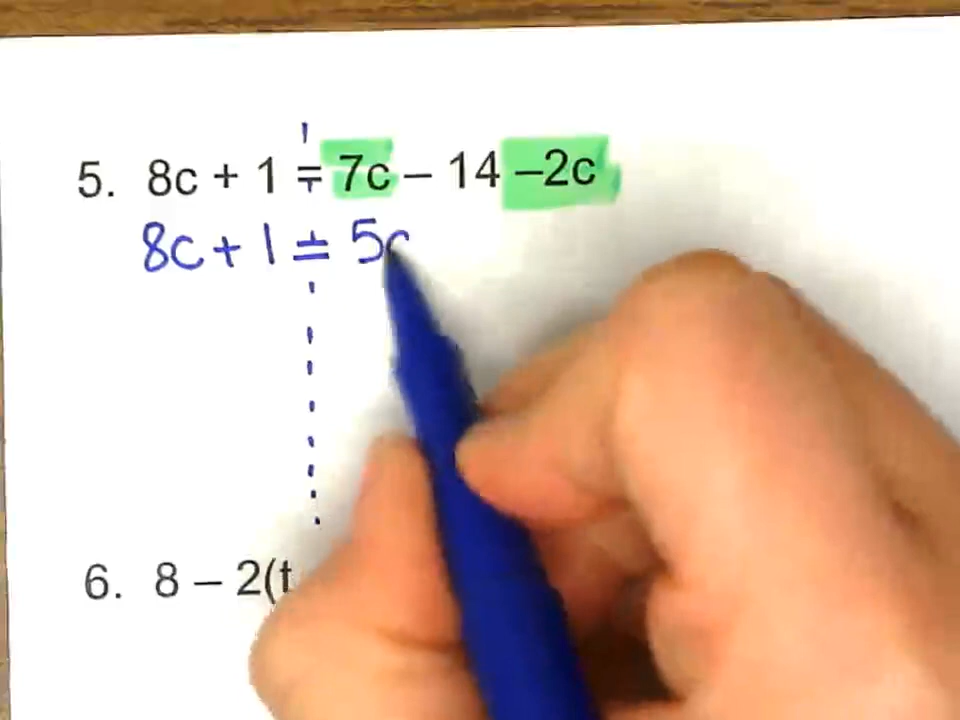 5. 8c + 1 = 7c – 14 –2c
8c + 1 = 5c
6. 8 – 2(t